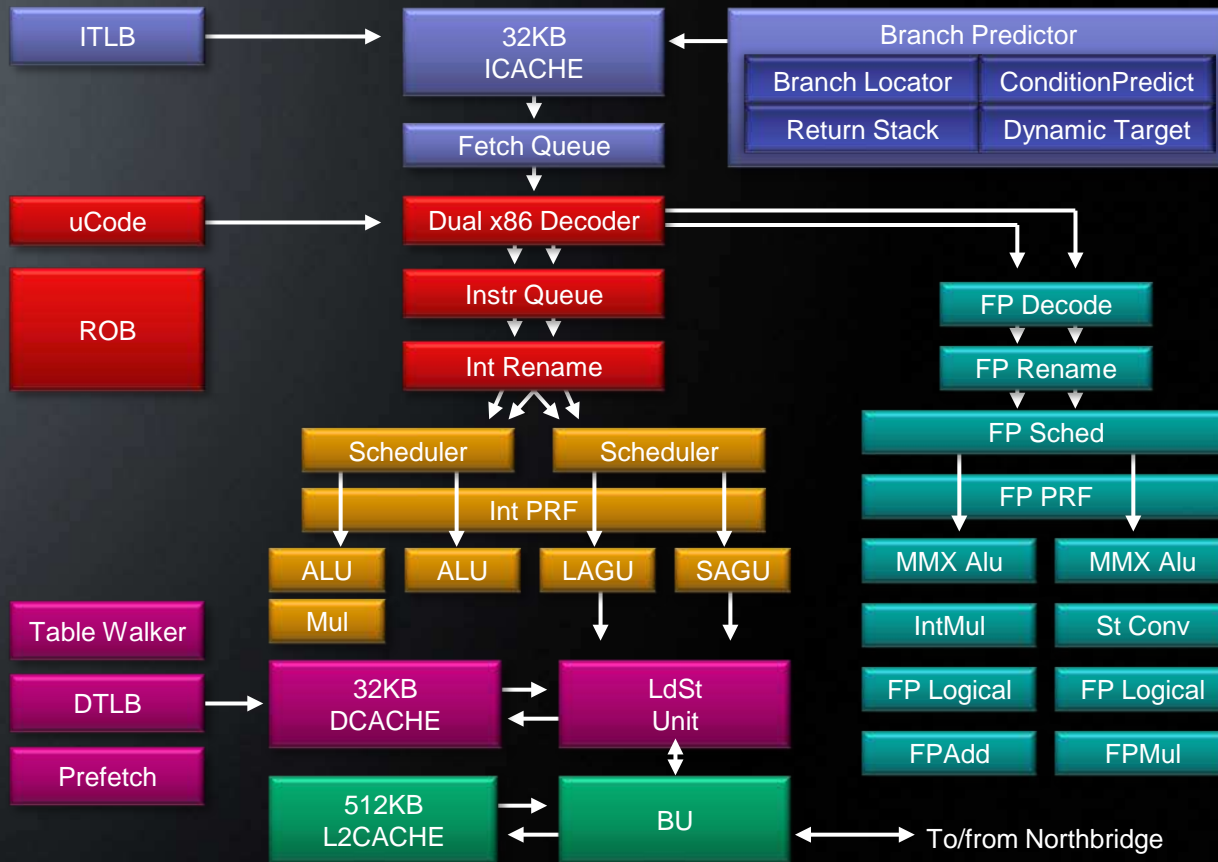 ITLB
32KB
ICACHE
Branch Predictor
Branch Locator
ConditionPredict
Return Stack
Dynamic Target
Fetch Queue
uCode
Dual x86 Decoder
ROB
Instr Queue
FP Decode
Int Rename
FP Rename
Scheduler
Scheduler
FP Sched
Int PRF
FP PRF
ALU
ALU
LAGU
SAGU
MMX Alu
MMX Alu
Mul
Table Walker
IntMul
St Conv
DTLB
32KB
DCACHE
LdSt
Unit
FP Logical
FP Logical
Prefetch
FPAdd
FPMul
512KB
L2CACHE
BU
To/from Northbridge